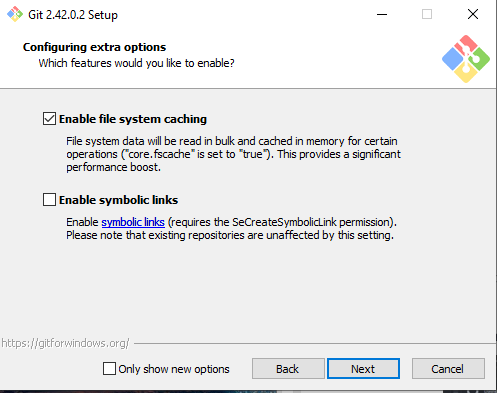 Git 2.42.0.2 Setup
Configuring extra options
Which features would you like to enable?
Enable file system caching
File system data will be read in bulk and cached in memory for certain
operations ("core.fscache" is set to "true"). This provides a significant
performance boost.
Enable symbolic links
Enable symbolic links (requires the SeCreateSymbolicLink permission).
Please note that existing repositories are unaffected by this setting.
https://gitforwindows.org/
Only show new options
Back
Next
Cancel